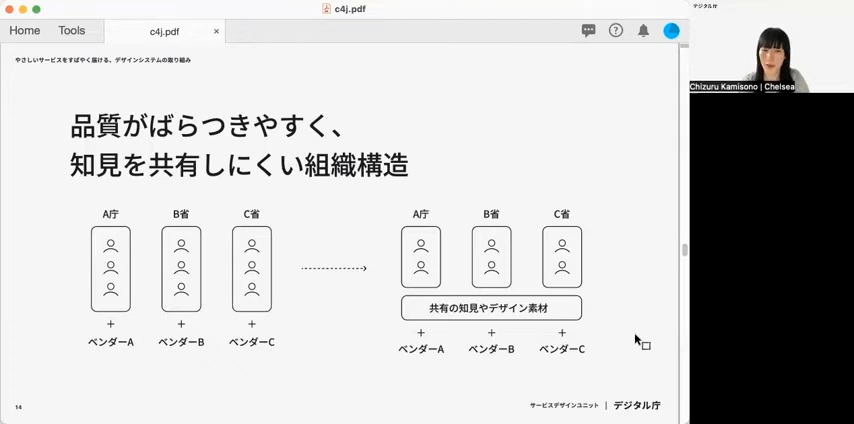 c4j.pdf
Home
Tools
c4j.pdf
×
?
やさしいサービスをすばやく届ける、デザインシステムの取り組み
品質がばらつきやすく、
知見を共有しにくい組織構造
A庁 B省 C省
+ + +
ベンダーA ベンダーB ベンダーC
A庁 B省 C省
共有の知見やデザイン素材
+ + +
ベンダーA ベンダーB ベンダーC
14
サービスデザインユニット | デジタル庁
デジタル庁
Chizuru Kamisono | Chelsea